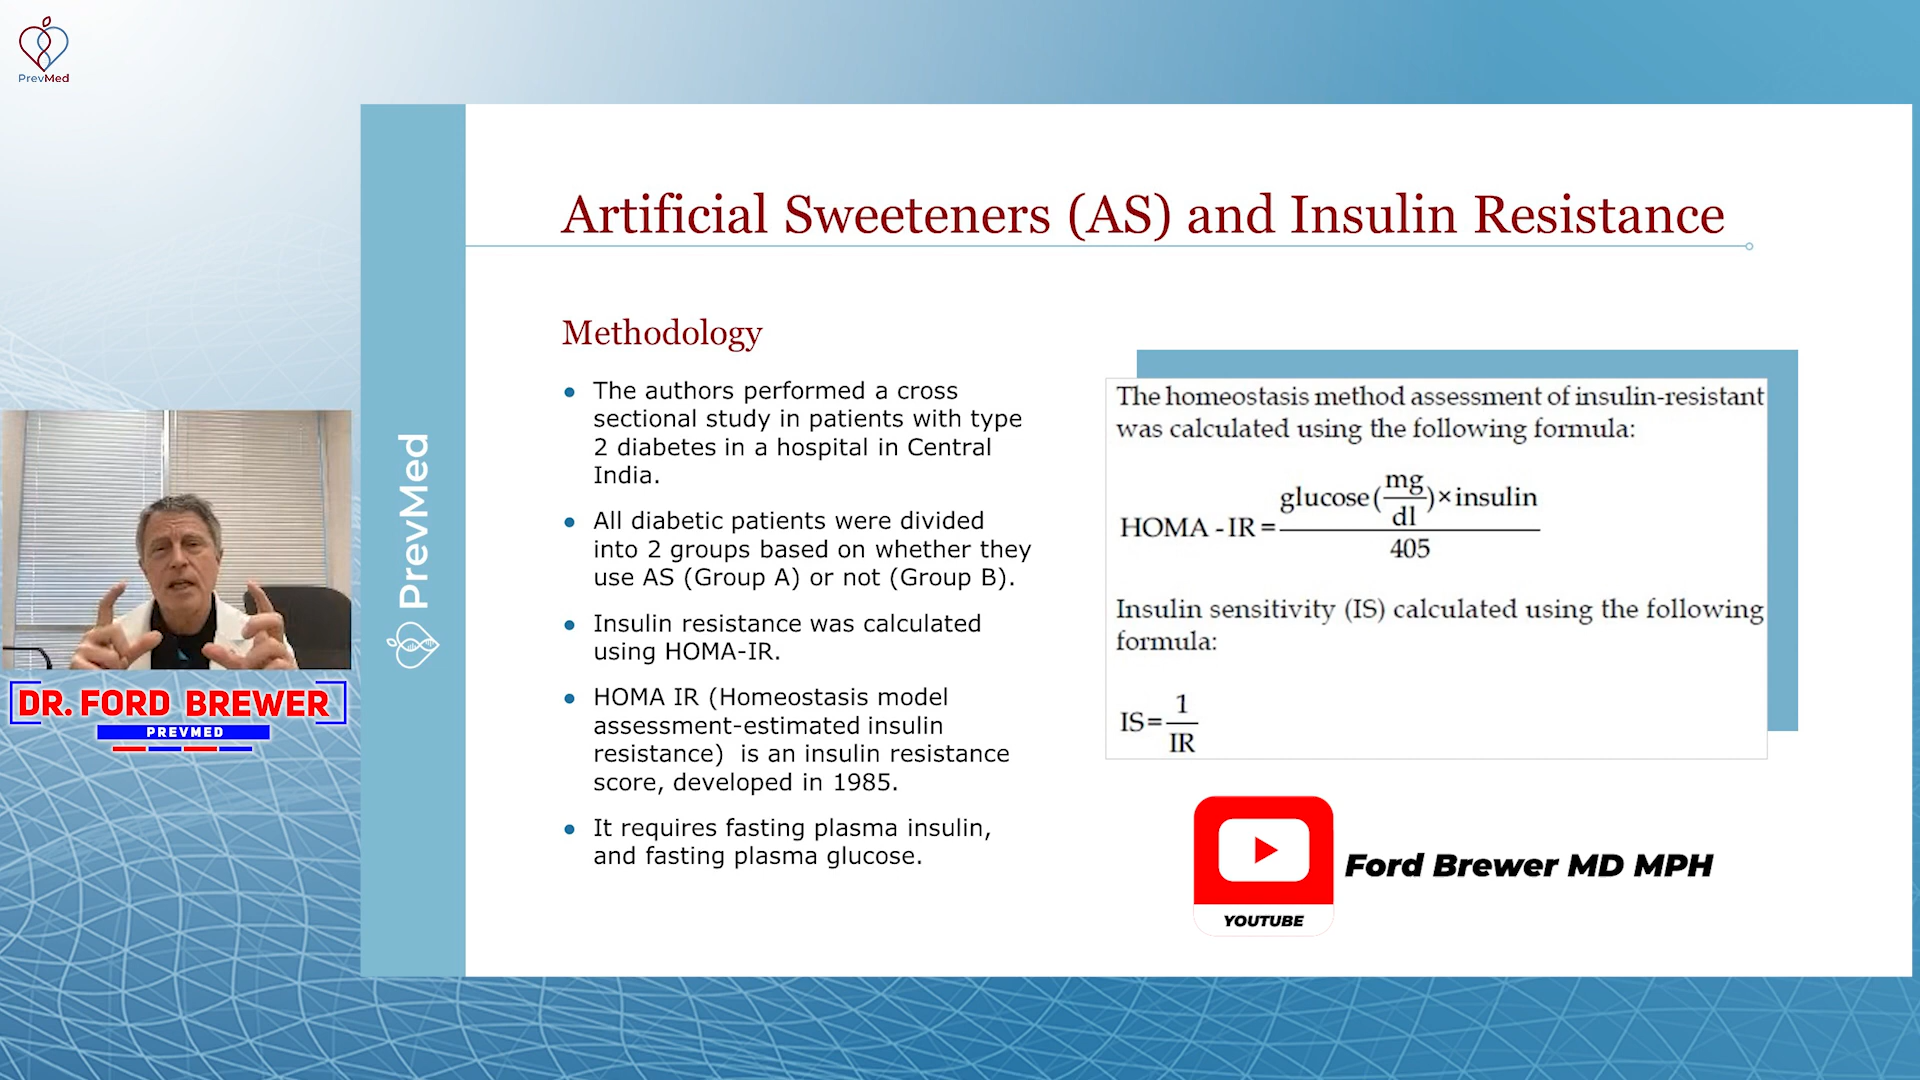 PrevMed
Artificial Sweeteners (AS) and Insulin Resistance
Methodology
● The authors performed a cross
sectional study in patients with type
2 diabetes in a hospital in Central
India.
● All diabetic patients were divided
into 2 groups based on whether they
use AS (Group A) or not (Group B).
● Insulin resistance was calculated
using HOMA-IR.
● HOMA IR (Homeostasis model
assessment-estimated insulin
resistance)  is an insulin resistance
score, developed in 1985.
● It requires fasting plasma insulin,
and fasting plasma glucose.
The homeostasis method assessment of insulin-resistant
was calculated using the following formula:
HOMA - IR = glucose(mg/dl)×insulin / 405
Insulin sensitivity (IS) calculated using the following
formula:
IS= 1/IR
PrevMed
DR. FORD BREWER
PREVMED
YOUTUBE
Ford Brewer MD MPH